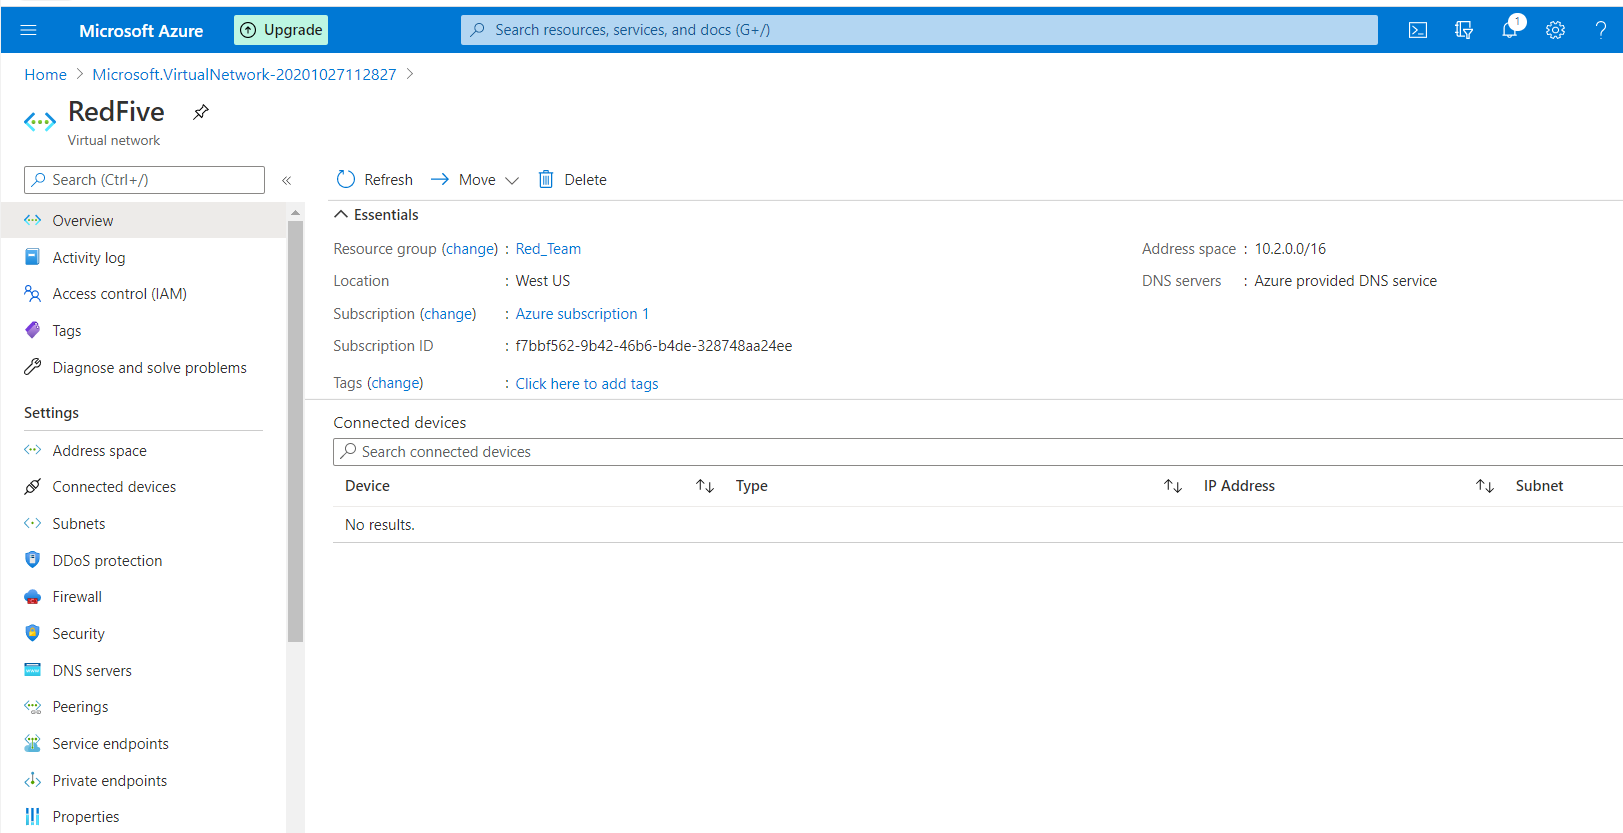 Microsoft Azure
Upgrade
Search resources, services, and docs (G+/)
1
?
Home > Microsoft.VirtualNetwork-20201027112827 >
RedFive
Virtual network
Search (Ctrl+/)
«
Refresh
Move
Delete
Overview
Activity log
Access control (IAM)
Tags
Diagnose and solve problems
Settings
Address space
Connected devices
Subnets
DDoS protection
Firewall
Security
DNS servers
Peerings
Service endpoints
Private endpoints
Properties
Essentials
Resource group (change) : Red_Team
Location : West US
Subscription (change) : Azure subscription 1
Subscription ID : f7bbf562-9b42-46b6-b4de-328748aa24ee
Tags (change) : Click here to add tags
Address space : 10.2.0.0/16
DNS servers : Azure provided DNS service
Connected devices
Search connected devices
Device Type IP Address Subnet
No results.